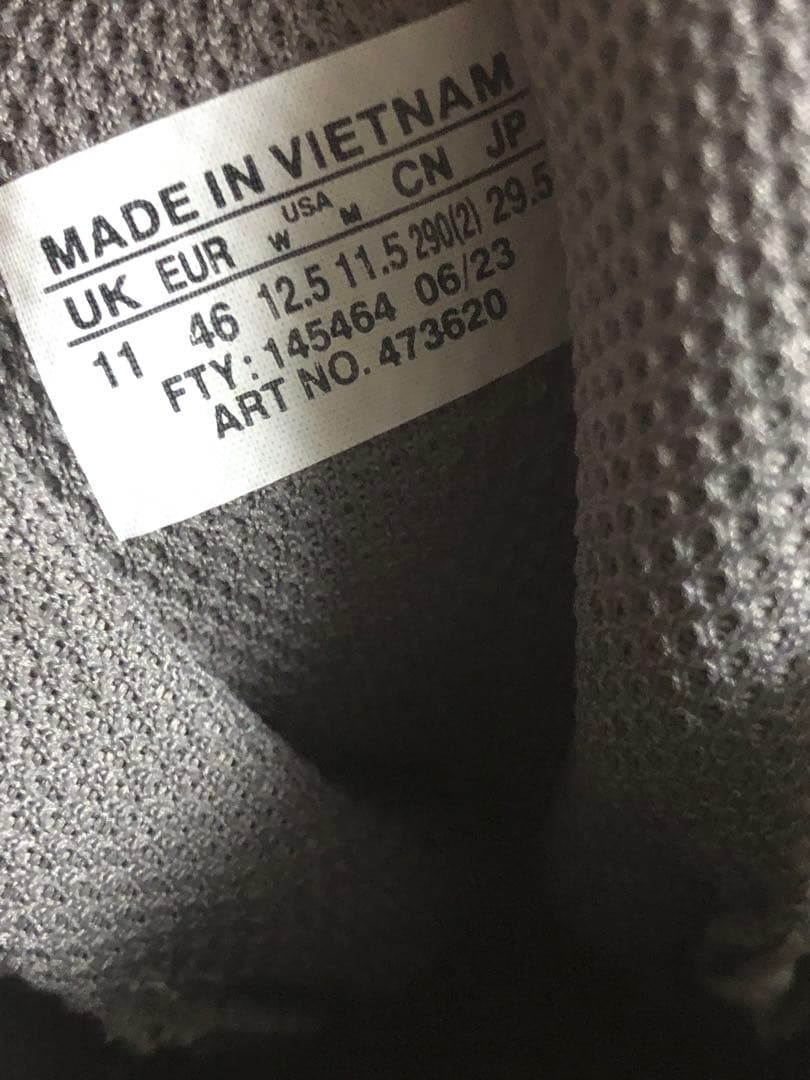 MADE IN VIETNAM
UK EUR USA W M CN JP
11 46 12.5 11.5 290(2) 29.5
FTY: 145464 06/23
ART NO. 473620